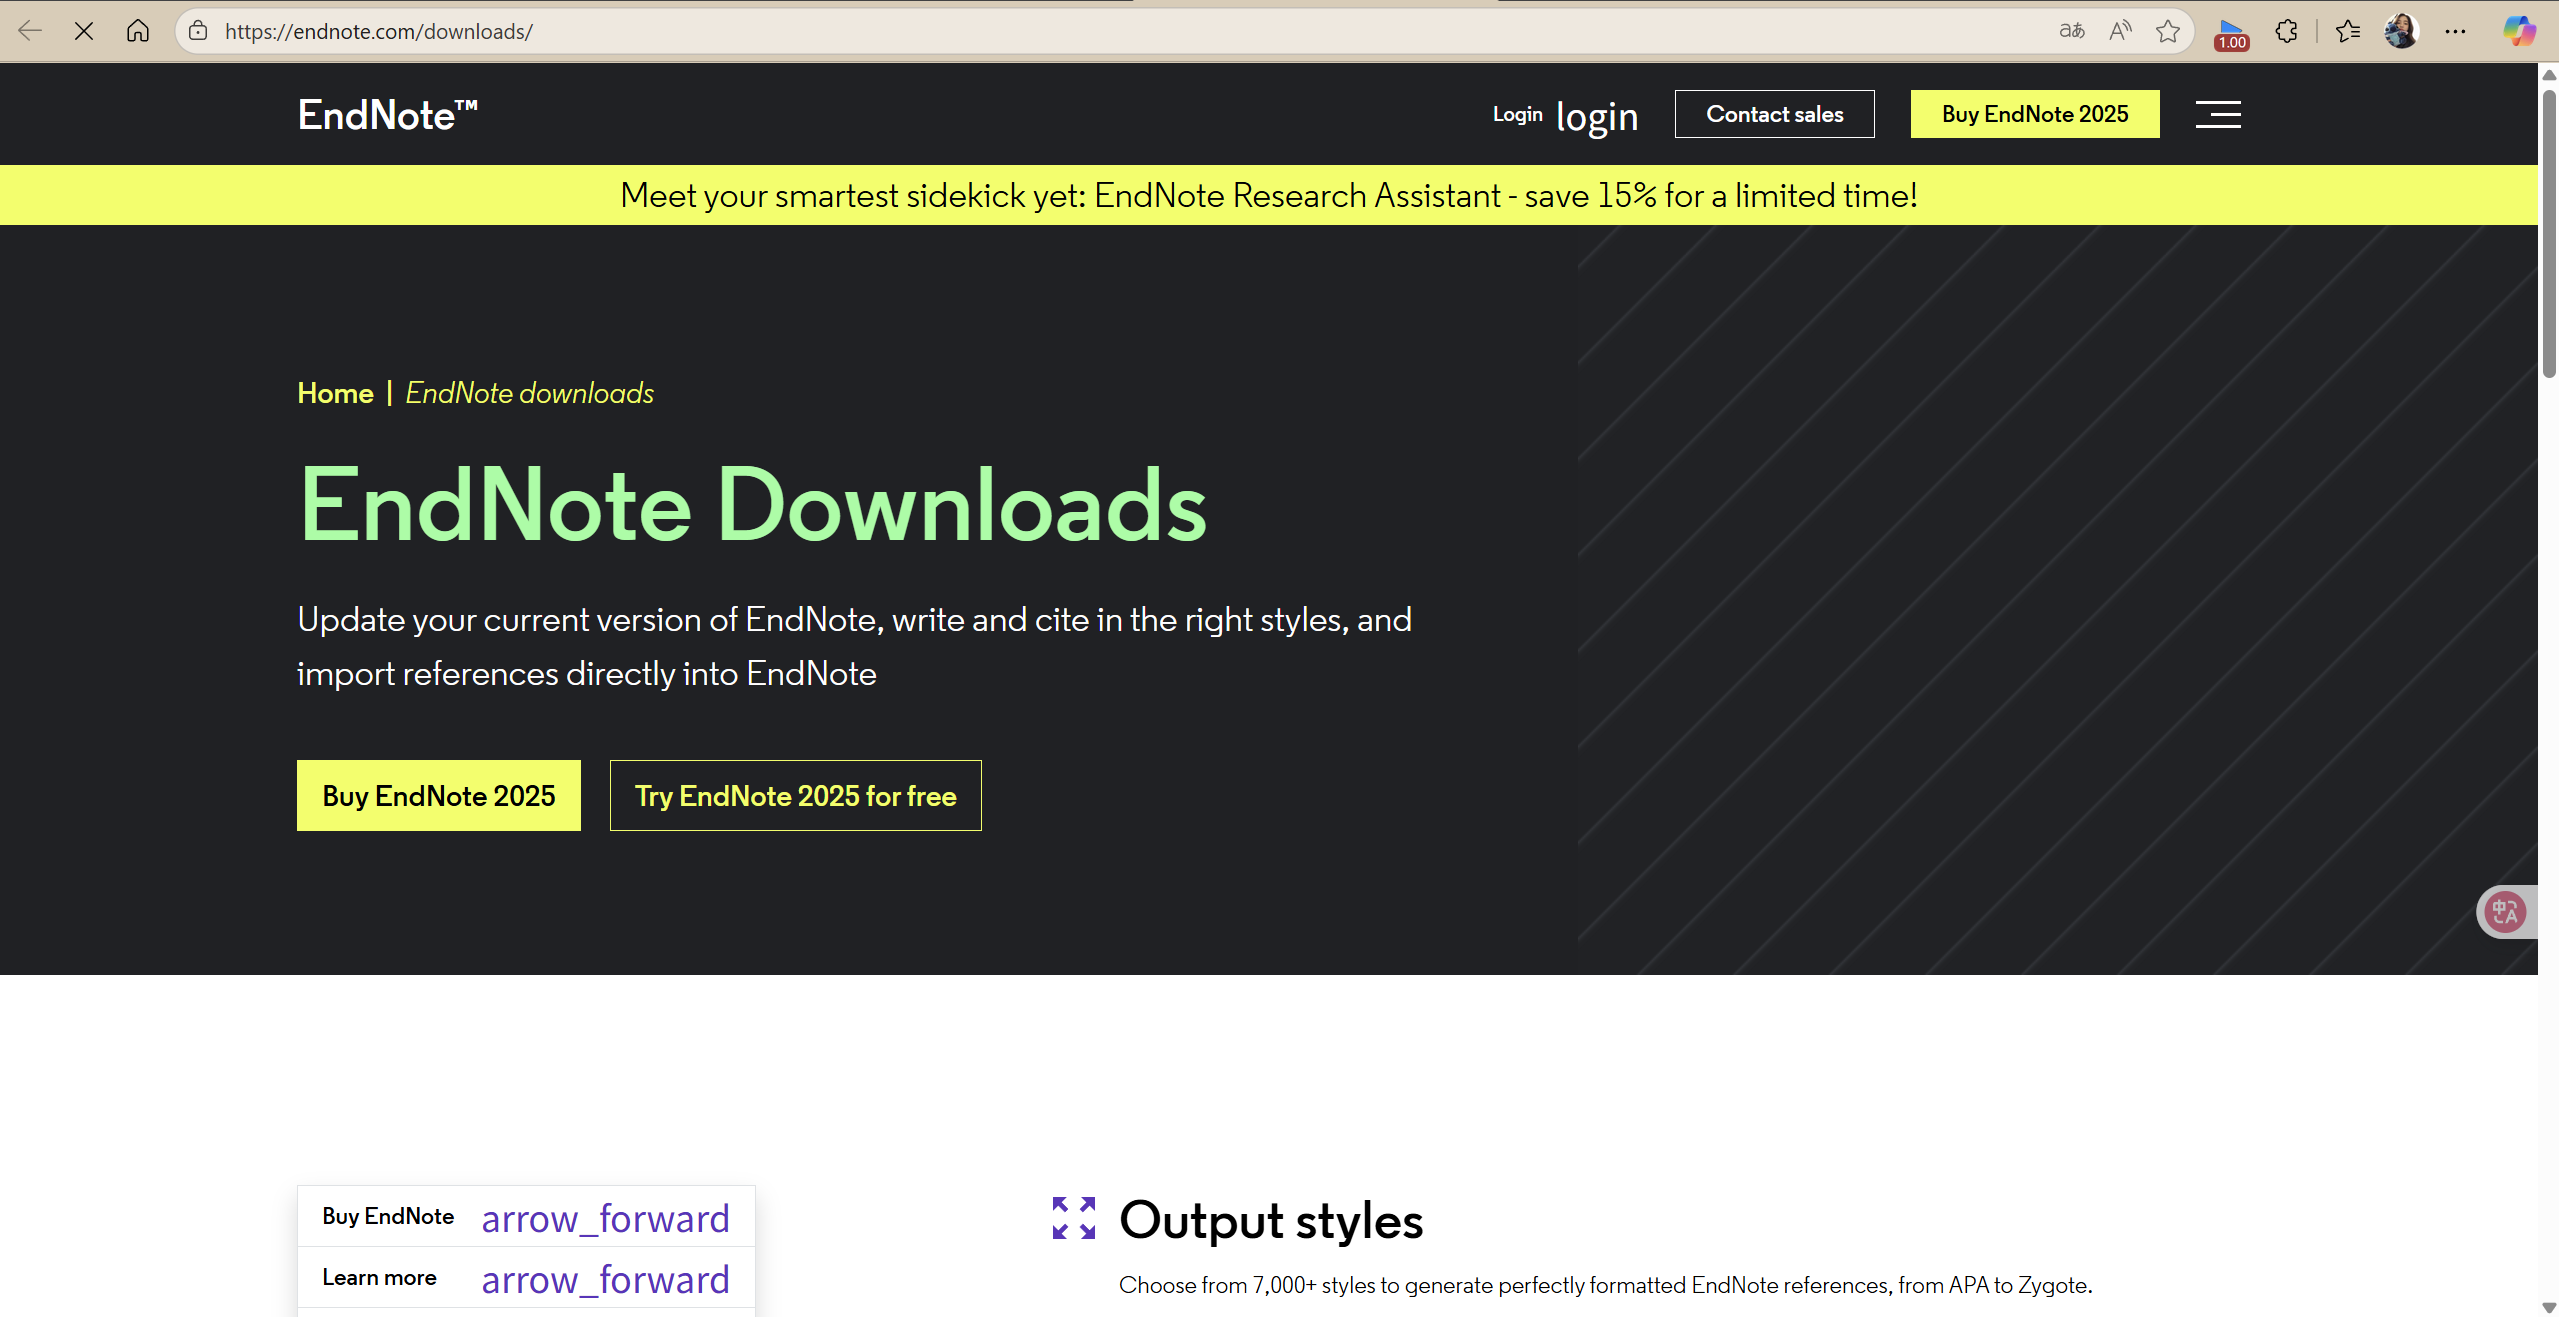 https://endnote.com/downloads/
1.00
EndNote™
Login login
Contact sales
Buy EndNote 2025
Meet your smartest sidekick yet: EndNote Research Assistant - save 15% for a limited time!
Home | EndNote downloads
EndNote Downloads
Update your current version of EndNote, write and cite in the right styles, and
import references directly into EndNote
Buy EndNote 2025
Try EndNote 2025 for free
Buy EndNote arrow_forward
Learn more arrow_forward
Output styles
Choose from 7,000+ styles to generate perfectly formatted EndNote references, from APA to Zygote.